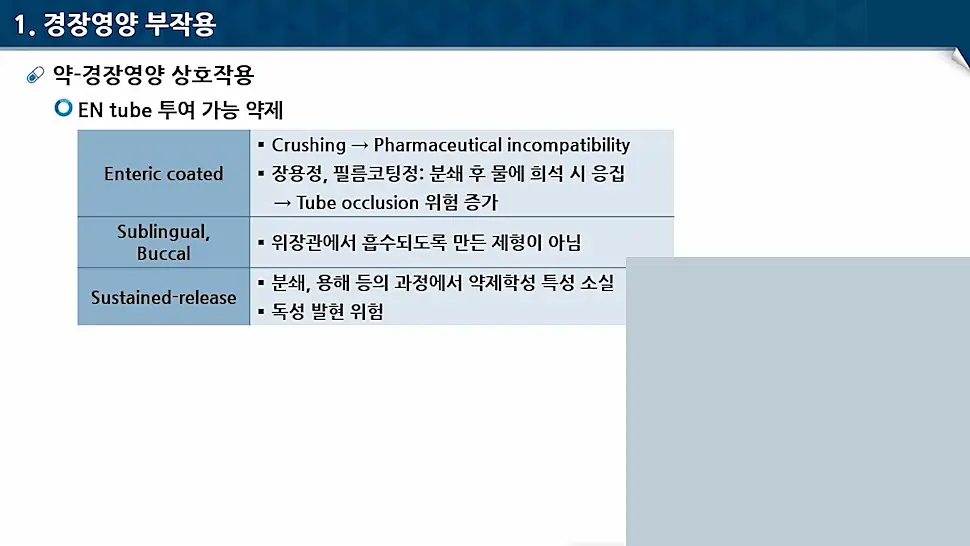 1. 경장영양 부작용
약-경장영양 상호작용
EN tube 투여 가능 약제
Enteric coated
▪ Crushing → Pharmaceutical incompatibility
▪ 장용정, 필름코팅정: 분쇄 후 물에 희석 시 응집
→ Tube occlusion 위험 증가
Sublingual,
Buccal
▪ 위장관에서 흡수되도록 만든 제형이 아님
Sustained-release
▪ 분쇄, 용해 등의 과정에서 약제학성 특성 소실
▪ 독성 발현 위험